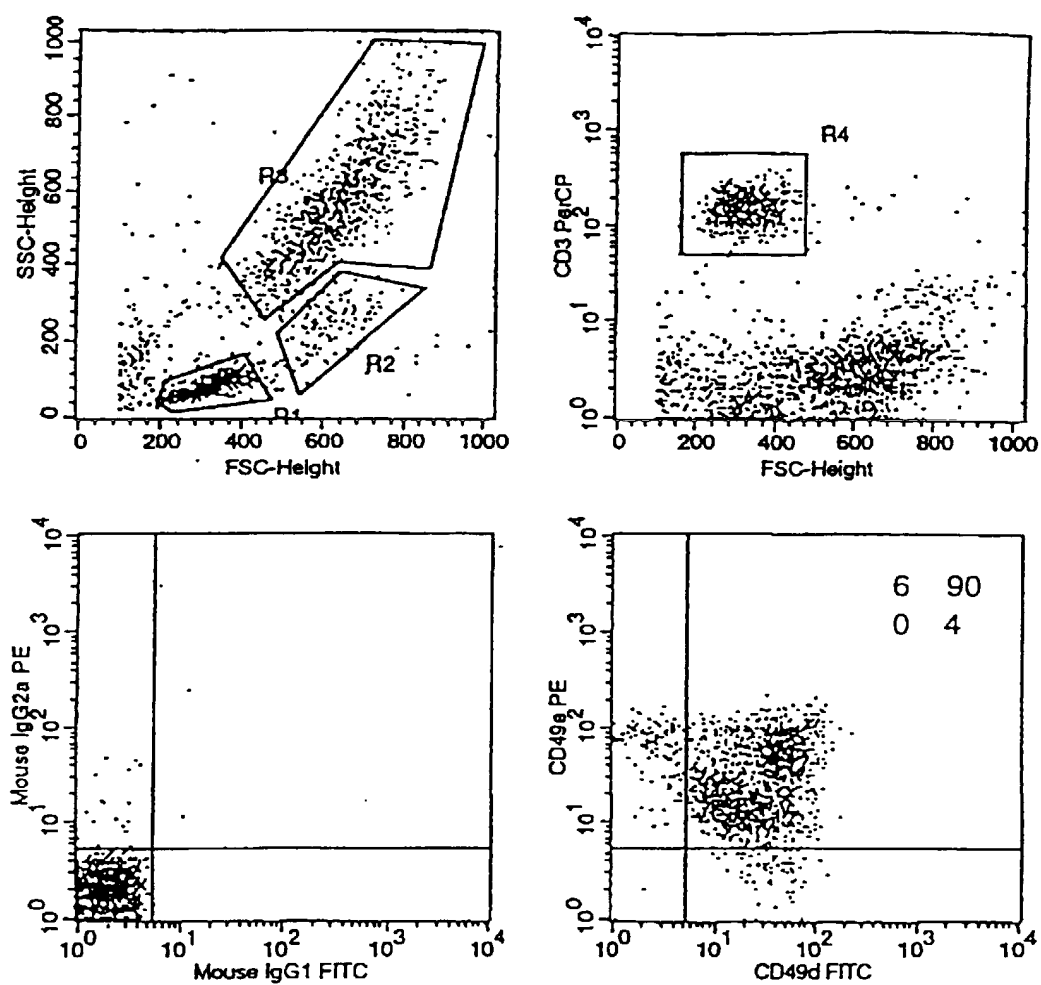 1000
800
600
400
200
0
SSC-Height
R3
R2
R1
0 200 400 600 800 1000
FSC-Height
10^4
10^3
10^2
10^1
10^0
CD3 PerCP
R4
0 200 400 600 800 1000
FSC-Height
10^4
10^3
10^2
10^1
10^0
Mouse IgG2a PE
10^0 10^1 10^2 10^3 10^4
Mouse IgG1 FITC
10^4
10^3
10^2
10^1
10^0
CD49e PE
6 90
0 4
10^0 10^1 10^2 10^3 10^4
CD49d FITC